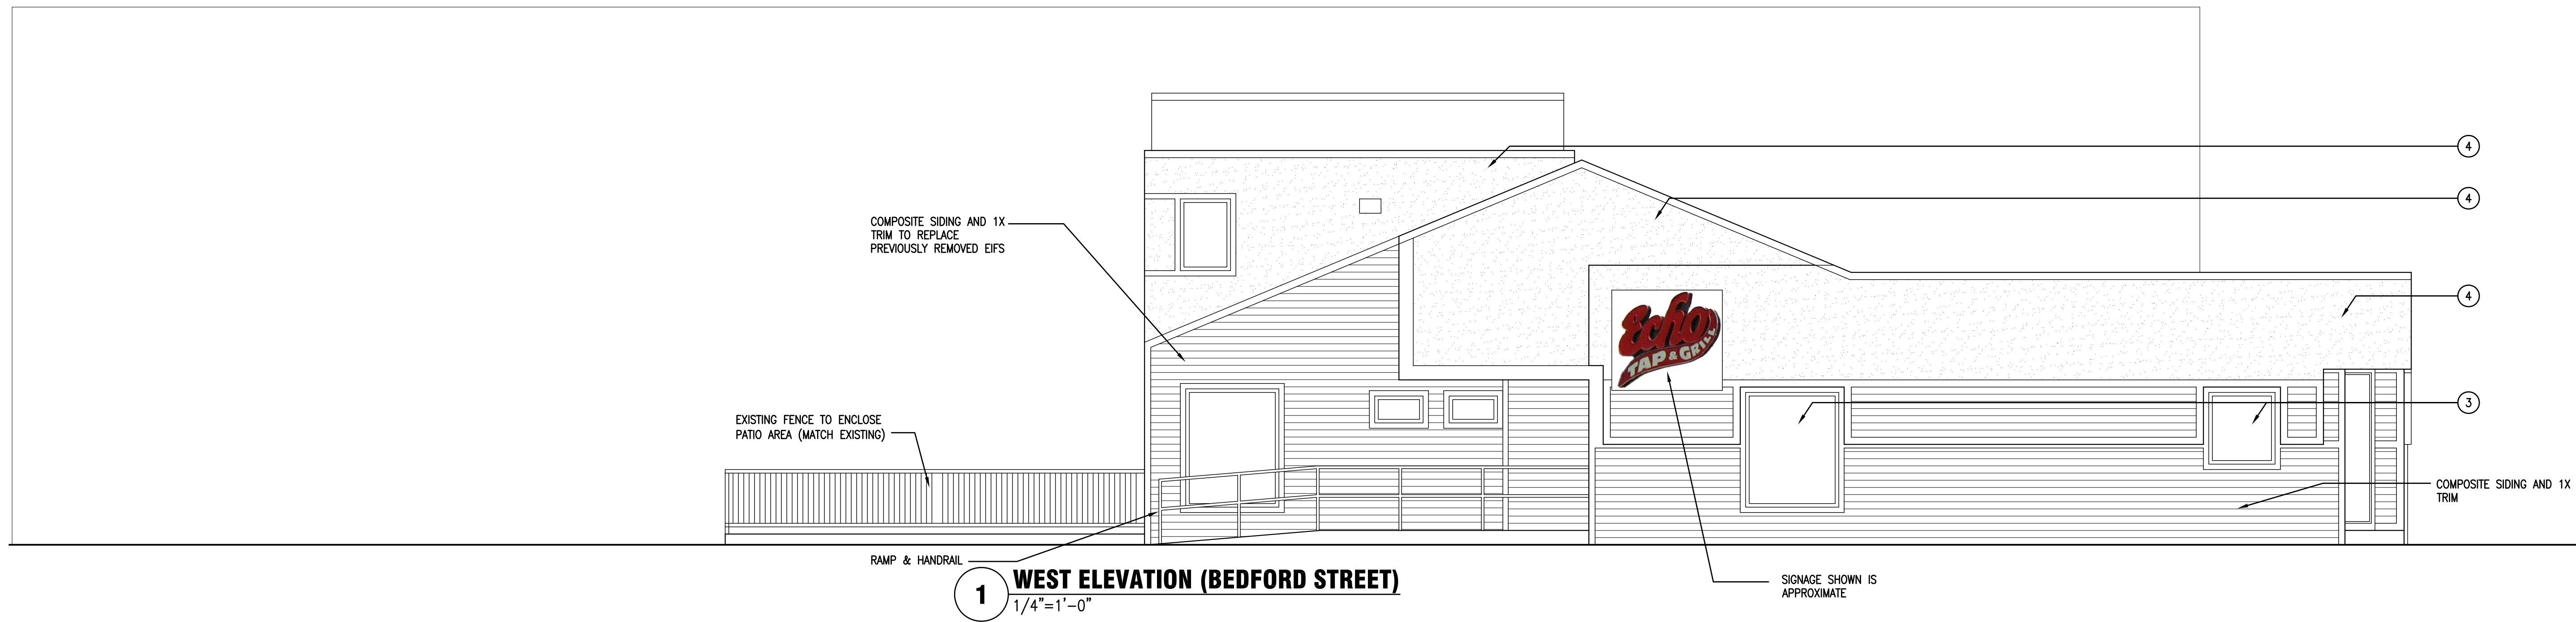 4
4
COMPOSITE SIDING AND 1X
TRIM TO REPLACE
PREVIOUSLY REMOVED EIFS
4
Echo
TAP & GRILL
3
EXISTING FENCE TO ENCLOSE
PATIO AREA (MATCH EXISTING)
COMPOSITE SIDING AND 1X
TRIM
RAMP & HANDRAIL
SIGNAGE SHOWN IS
APPROXIMATE
1
WEST ELEVATION (BEDFORD STREET)
1/4"=1'-0"